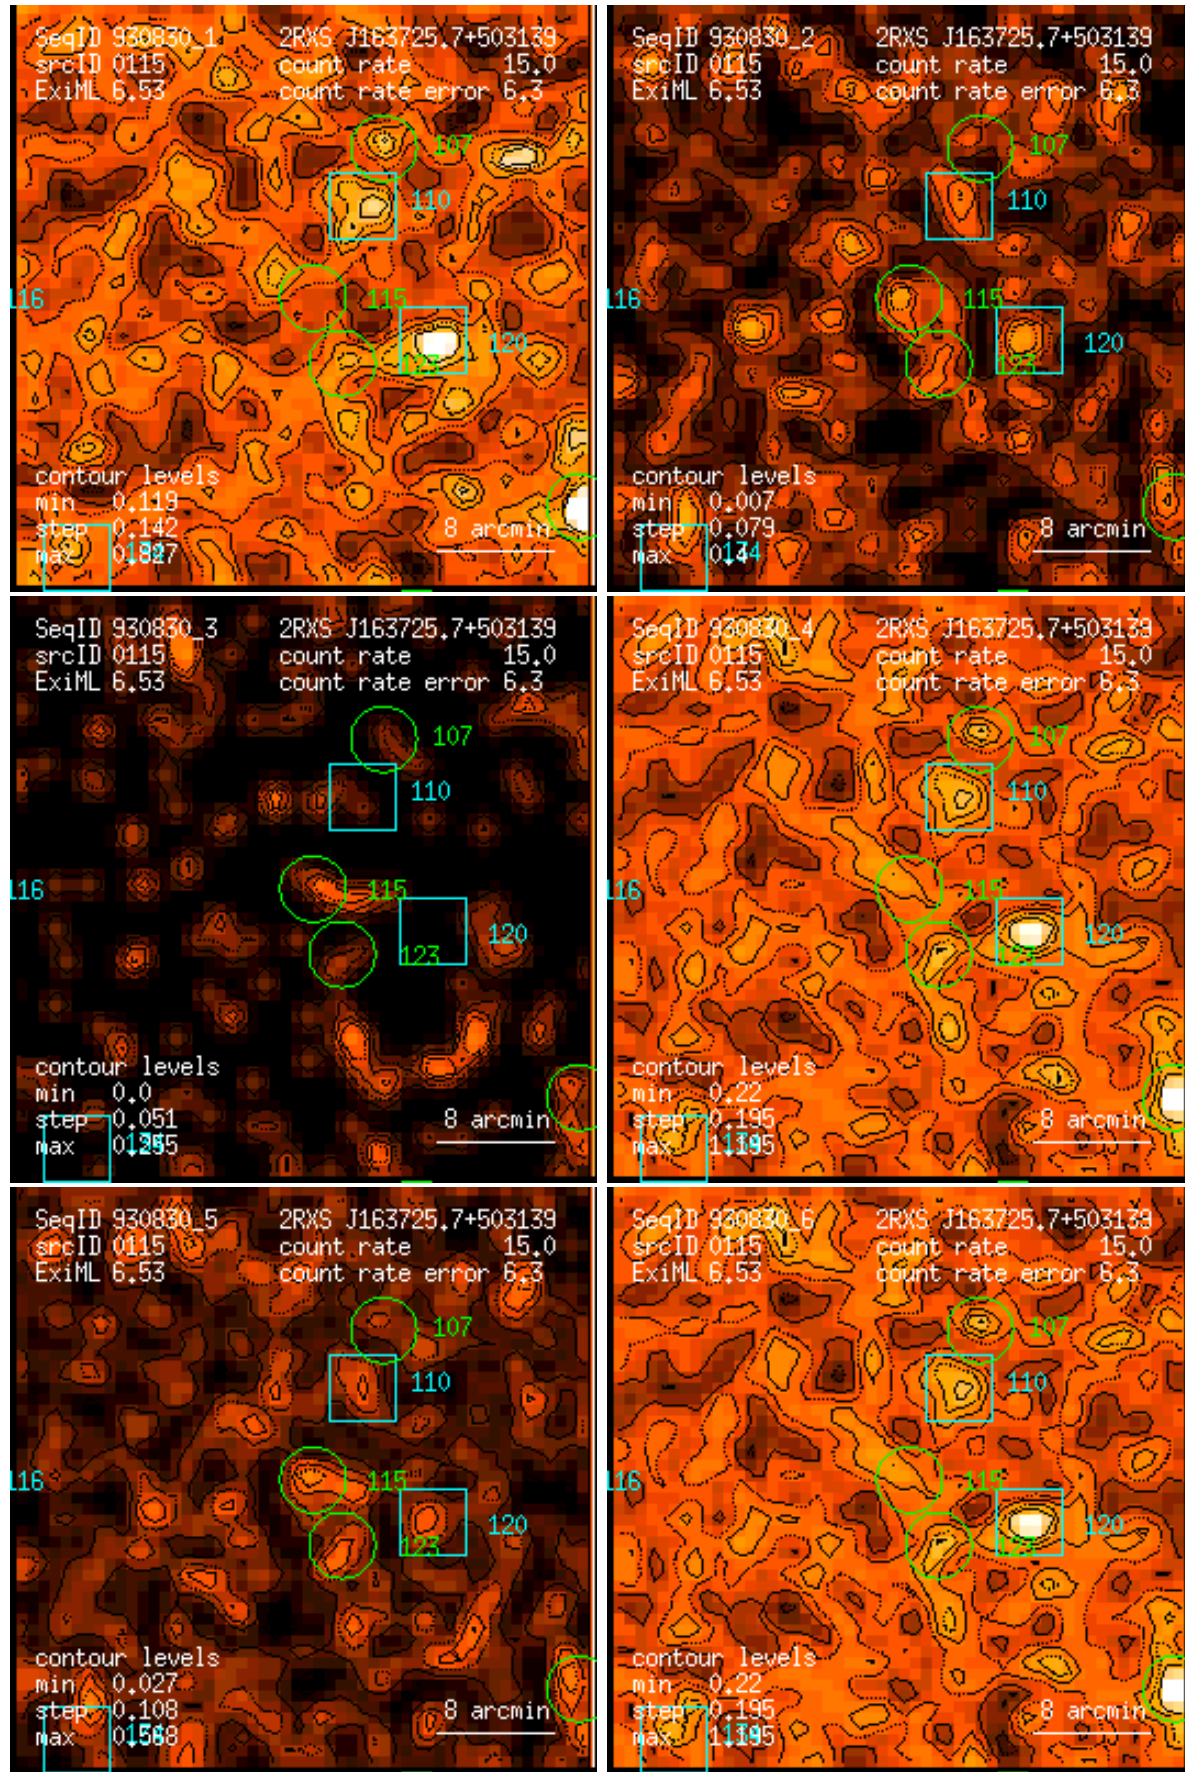 SeqID 930830_1 2RXS J163725.7+503139
srcID 0115 count rate 15.0
ExiML 6.53 count rate error 6.3
107
110
116
115
120
123
contour levels
min 0.119
step 0.142
max
8 arcmin
SeqID 930830_2 2RXS J163725.7+503139
srcID 0115 count rate 15.0
ExiML 6.53 count rate error 6.3
107
110
116
115
120
123
contour levels
min 0.007
step 0.079
max
8 arcmin
SeqID 930830_3 2RXS J163725.7+503139
srcID 0115 count rate 15.0
ExiML 6.53 count rate error 6.3
107
110
116
115
120
123
contour levels
min 0.0
step 0.051
max
8 arcmin
SeqID 930830_4 2RXS J163725.7+503139
srcID 0115 count rate 15.0
ExiML 6.53 count rate error 6.3
107
110
116
115
120
123
contour levels
min 0.22
step 0.195
max
8 arcmin
SeqID 930830_5 2RXS J163725.7+503139
srcID 0115 count rate 15.0
ExiML 6.53 count rate error 6.3
107
110
116
115
120
123
contour levels
min 0.027
step 0.108
max
8 arcmin
SeqID 930830_6 2RXS J163725.7+503139
srcID 0115 count rate 15.0
ExiML 6.53 count rate error 6.3
107
110
116
115
120
123
contour levels
min 0.22
step 0.195
max
8 arcmin